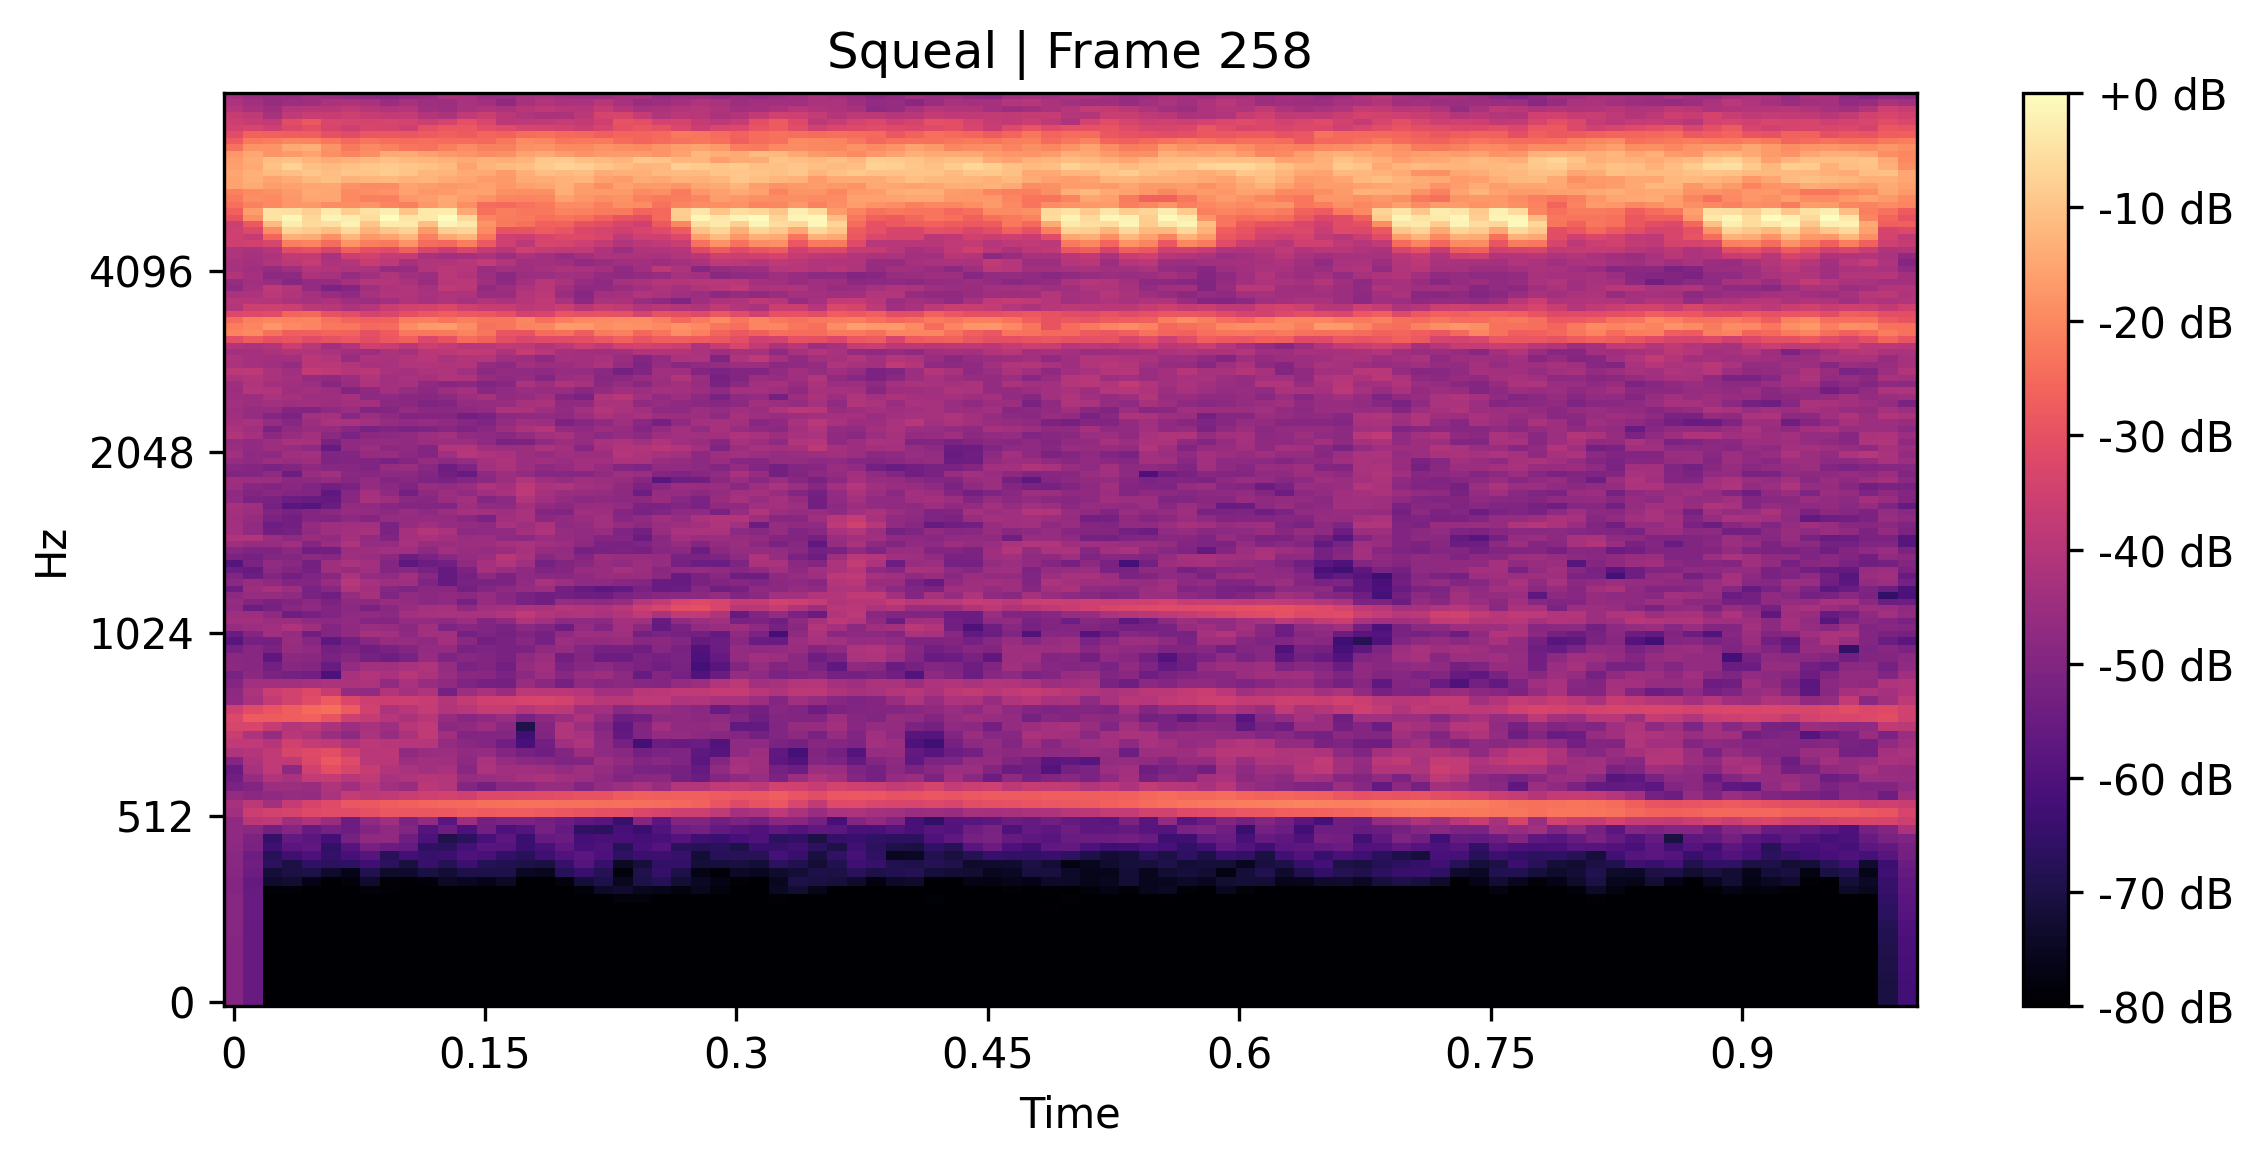 Squeal | Frame 258
+0 dB
-10 dB
4096
-20 dB
-30 dB
2048
-40 dB
Hz
1024
-50 dB
-60 dB
512
-70 dB
0
-80 dB
0 0.15 0.3 0.45 0.6 0.75 0.9
Time